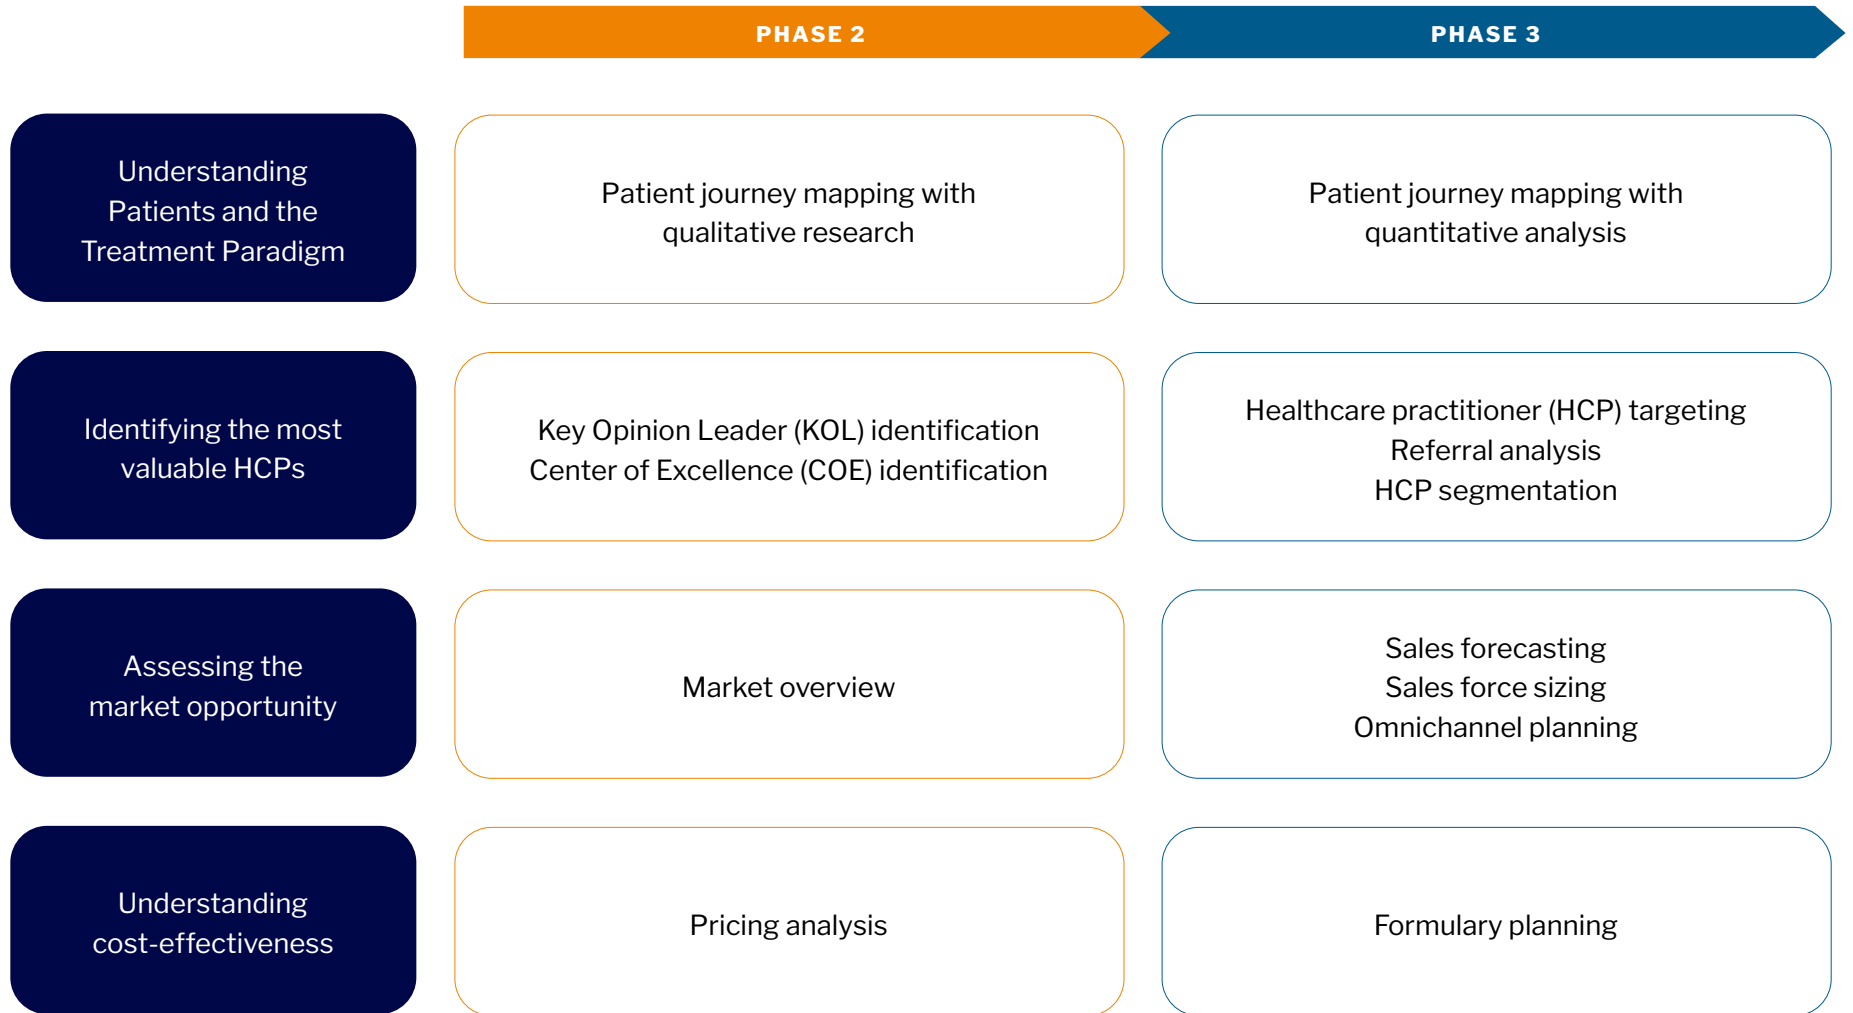 PHASE 2
PHASE 3
Understanding
Patients and the
Treatment Paradigm
Patient journey mapping with
qualitative research
Patient journey mapping with
quantitative analysis
Identifying the most
valuable HCPs
Key Opinion Leader (KOL) identification
Center of Excellence (COE) identification
Healthcare practitioner (HCP) targeting
Referral analysis
HCP segmentation
Assessing the
market opportunity
Market overview
Sales forecasting
Sales force sizing
Omnichannel planning
Understanding
cost-effectiveness
Pricing analysis
Formulary planning